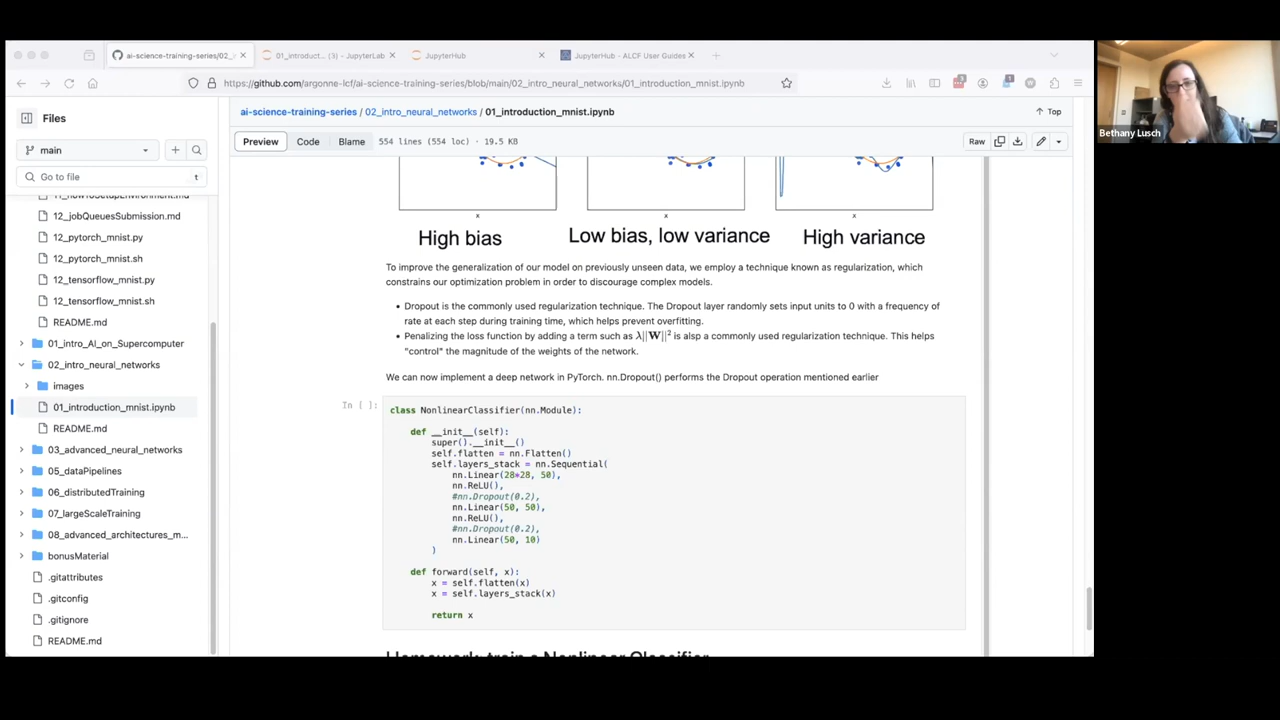 ai-science-training-series/02_
01_introduct... (3) - JupyterLab
JupyterHub
JupyterHub - ALCF User Guides
https://github.com/argonne-lcf/ai-science-training-series/blob/main/02_intro_neural_networks/01_introduction_mnist.ipynb
Files
main
Go to file
t
11_howToSetupEnvironment.md
12_jobQueuesSubmission.md
12_pytorch_mnist.py
12_pytorch_mnist.sh
12_tensorflow_mnist.py
12_tensorflow_mnist.sh
README.md
01_intro_AI_on_Supercomputer
02_intro_neural_networks
images
01_introduction_mnist.ipynb
README.md
03_advanced_neural_networks
05_dataPipelines
06_distributedTraining
07_largeScaleTraining
08_advanced_architectures_m...
bonusMaterial
.gitattributes
.gitconfig
.gitignore
README.md
ai-science-training-series / 02_intro_neural_networks / 01_introduction_mnist.ipynb
Top
Preview Code Blame 554 lines (554 loc) · 19.5 KB
Raw
x x x
High bias Low bias, low variance High variance
To improve the generalization of our model on previously unseen data, we employ a technique known as regularization, which
constrains our optimization problem in order to discourage complex models.
• Dropout is the commonly used regularization technique. The Dropout layer randomly sets input units to 0 with a frequency of
rate at each step during training time, which helps prevent overfitting.
• Penalizing the loss function by adding a term such as λ||W||² is alsp a commonly used regularization technique. This helps
"control" the magnitude of the weights of the network.
We can now implement a deep network in PyTorch. nn.Dropout() performs the Dropout operation mentioned earlier
In [ ]:
class NonlinearClassifier(nn.Module):
def __init__(self):
super().__init__()
self.flatten = nn.Flatten()
self.layers_stack = nn.Sequential(
nn.Linear(28*28, 50),
nn.ReLU(),
#nn.Dropout(0.2),
nn.Linear(50, 50),
nn.ReLU(),
#nn.Dropout(0.2),
nn.Linear(50, 10)
)
def forward(self, x):
x = self.flatten(x)
x = self.layers_stack(x)
return x
Homework: train a Nonlinear Classifier
Bethany Lusch